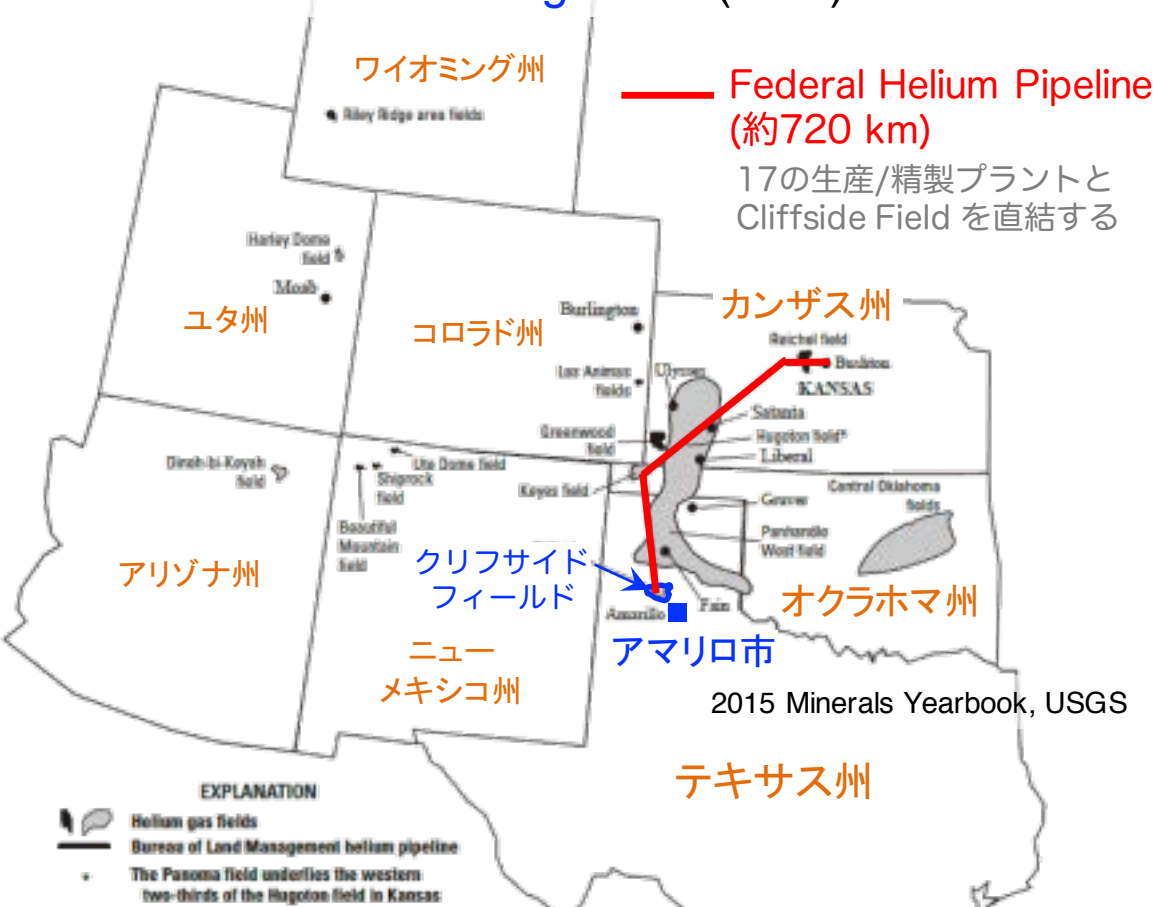 ワイオミング州
Riley Ridge area fields
Federal Helium Pipeline
(約720 km)
17の生産/精製プラントと
Cliffside Field を直結する
Harley Dome
field
Moab
ユタ州
コロラド州
Burlington
カンザス州
Reichel field
Bushton
KANSAS
Las Animas
fields
Ulysses
Satanta
Greenwood
field
Hugoton field*
Liberal
Dineh-bi-Keyah
field
Ute Dome field
Shiprock
field
Keyes field
Central Oklahoma
fields
Beautiful
Mountain
field
Panhandle
West field
アリゾナ州
クリフサイド
フィールド
Fain
オクラホマ州
Amarillo
アマリロ市
ニュー
メキシコ州
2015 Minerals Yearbook, USGS
テキサス州
EXPLANATION
Helium gas fields
Bureau of Land Management helium pipeline
* The Panoma field underlies the western
two-thirds of the Hugoton field in Kansas